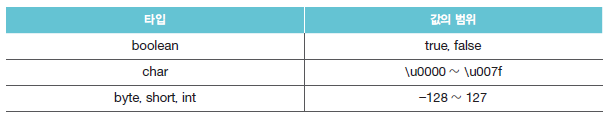 타입 값의 범위
boolean true, false
char \u0000 ~ \u007f
byte, short, int −128 ~ 127